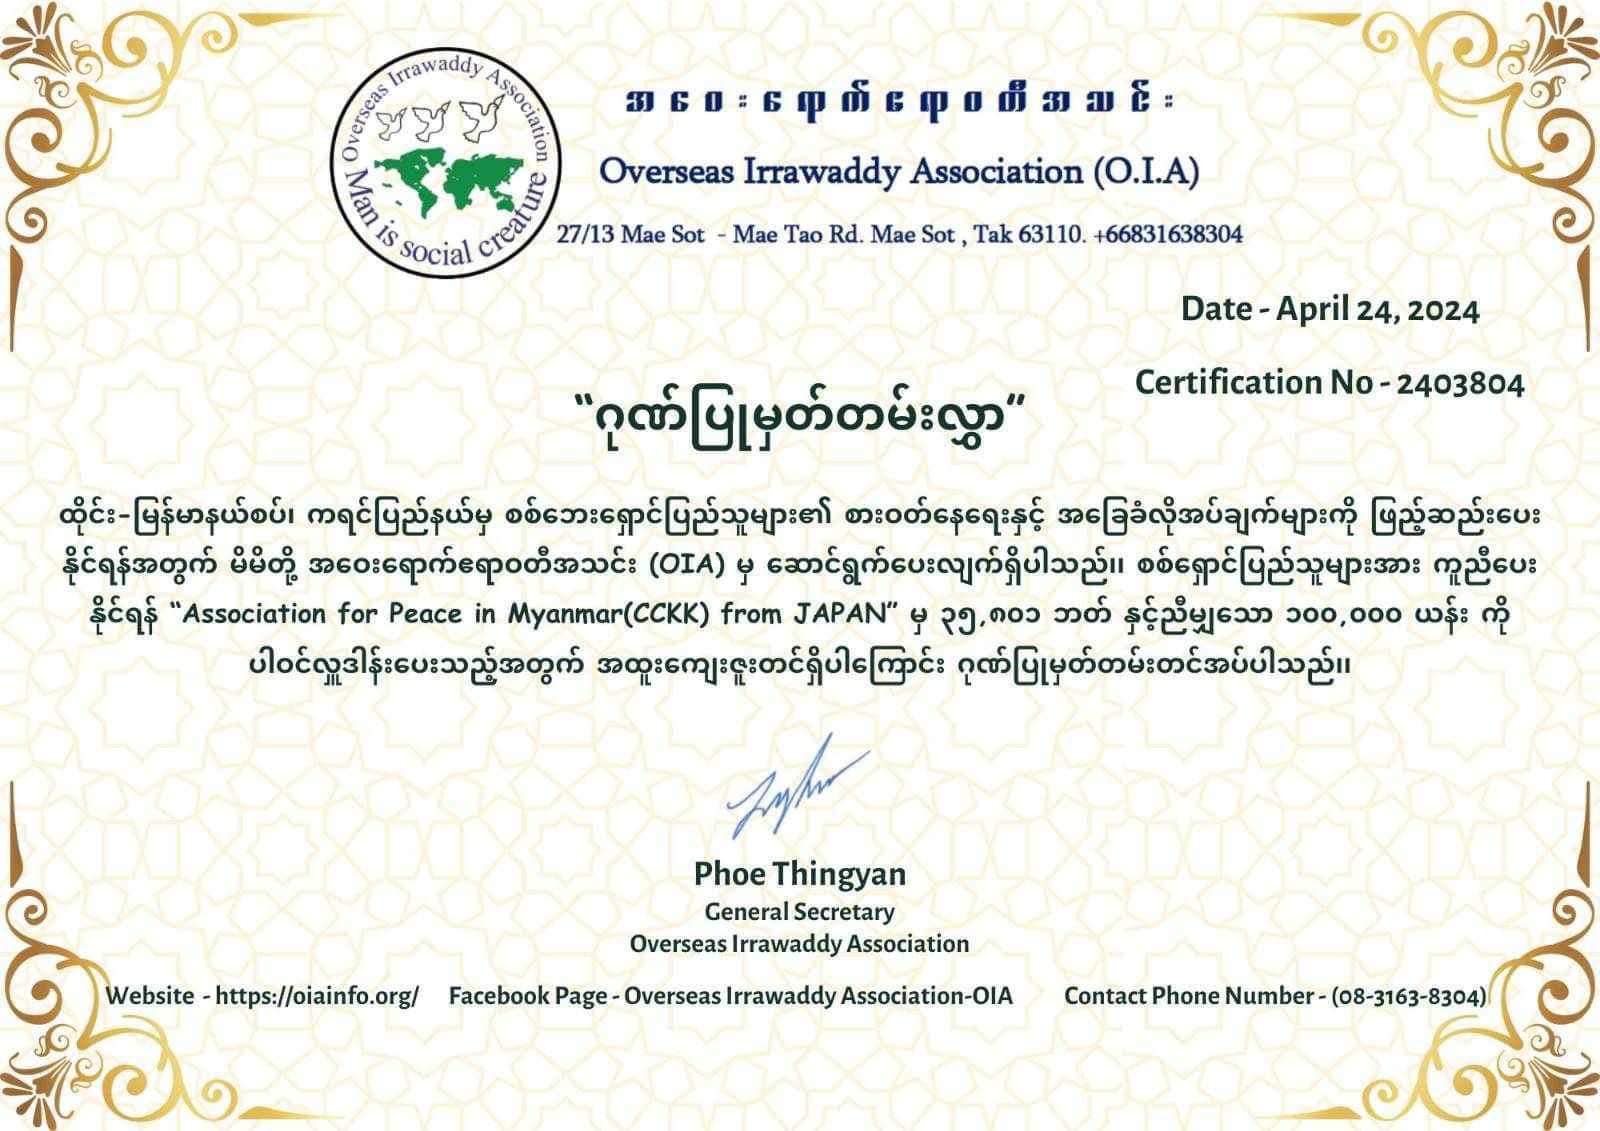 Overseas Irrawaddy Association
Man is social creature
အဝေးရောက်ဧရာဝတီအသင်း
Overseas Irrawaddy Association (O.I.A)
27/13 Mae Sot - Mae Tao Rd. Mae Sot , Tak 63110. +66831638304
Date - April 24, 2024
Certification No - 2403804
“ဂုဏ်ပြုမှတ်တမ်းလွှာ”
ထိုင်း-မြန်မာနယ်စပ်၊ ကရင်ပြည်နယ်မှ စစ်ဘေးရှောင်ပြည်သူများ၏ စားဝတ်နေရေးနှင့် အခြေခံလိုအပ်ချက်များကို ဖြည့်ဆည်းပေး
နိုင်ရန်အတွက် မိမိတို့ အဝေးရောက်ဧရာဝတီအသင်း (OIA) မှ ဆောင်ရွက်ပေးလျက်ရှိပါသည်။ စစ်ရှောင်ပြည်သူများအား ကူညီပေး
နိုင်ရန် “Association for Peace in Myanmar(CCKK) from JAPAN” မှ ၃၅,၈၀၁ ဘတ် နှင့်ညီမျှသော ၁၀၀,၀၀၀ ယန်း ကို
ပါဝင်လှူဒါန်းပေးသည့်အတွက် အထူးကျေးဇူးတင်ရှိပါကြောင်း ဂုဏ်ပြုမှတ်တမ်းတင်အပ်ပါသည်။
Phoe Thingyan
General Secretary
Overseas Irrawaddy Association
Website - https://oiainfo.org/ Facebook Page - Overseas Irrawaddy Association-OIA Contact Phone Number - (08-3163-8304)